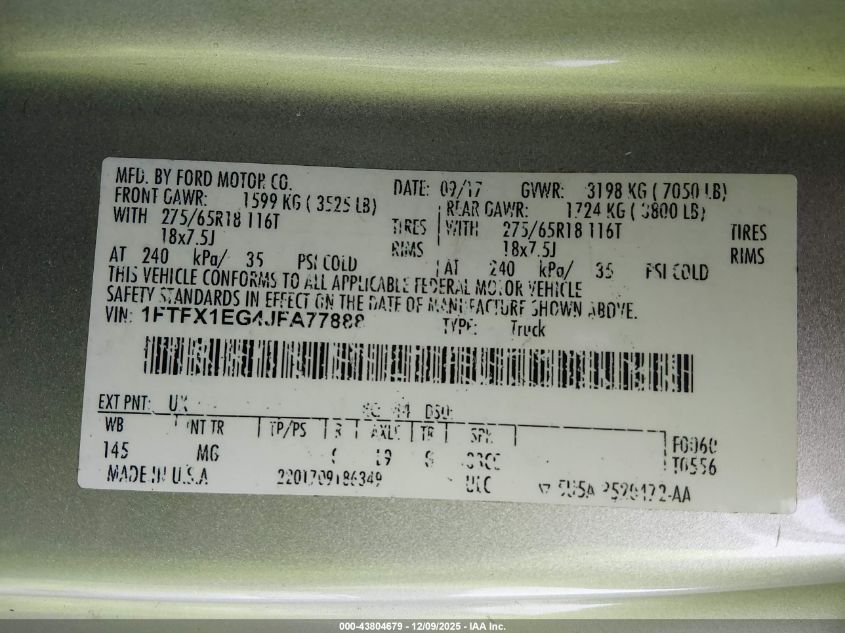 MFD. BY FORD MOTOR CO.
DATE: 09/17 GVWR: 3198 KG ( 7050 LB)
FRONT GAWR: 1599 KG ( 3525 LB) REAR GAWR: 1724 KG ( 3800 LB)
WITH 275/65R18 116T TIRES WITH 275/65R18 116T TIRES
18x7.5J RIMS 18x7.5J RIMS
AT 240 kPa/ 35 PSI COLD AT 240 kPa/ 35 PSI COLD
THIS VEHICLE CONFORMS TO ALL APPLICABLE FEDERAL MOTOR VEHICLE
SAFETY STANDARDS IN EFFECT ON THE DATE OF MANUFACTURE SHOWN ABOVE.
VIN: 1FTFX1EG4JFA77888 TYPE: Truck
EXT PNT: DSO:
WB INT TR TP/PS R AXLE TR SPR F0060
145 MG 19 T0556
MADE IN U.S.A 2201709186349
000-43804679 - 12/09/2025 - IAA Inc.